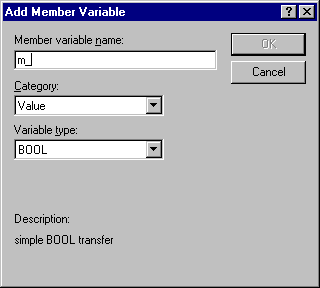 Add Member Variable
Member variable name:
m_
OK
Cancel
Category:
Value
Variable type:
BOOL
Description:
simple BOOL transfer